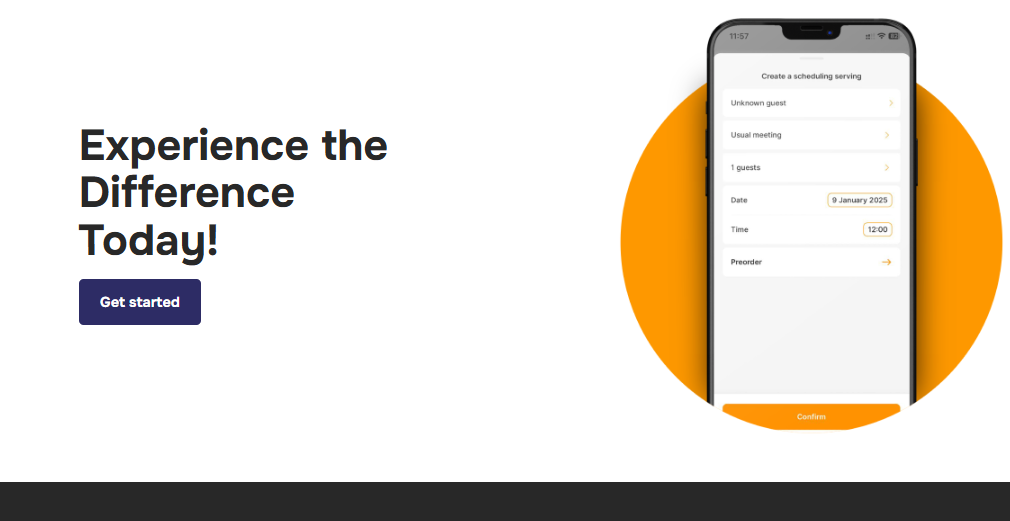 Experience the
Difference
Today!
Get started
11:57
Create a scheduling serving
Unknown guest
Usual meeting
1 guests
Date 9 January 2025
Time 12:00
Preorder
Confirm